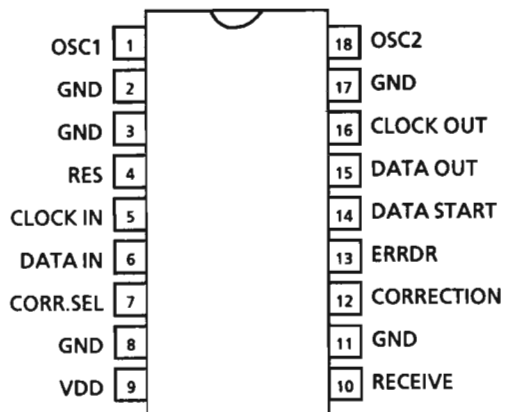 OSC1 1 18 OSC2
GND 2 17 GND
GND 3 16 CLOCK OUT
RES 4 15 DATA OUT
CLOCK IN 5 14 DATA START
DATA IN 6 13 ERRDR
CORR.SEL 7 12 CORRECTION
GND 8 11 GND
VDD 9 10 RECEIVE